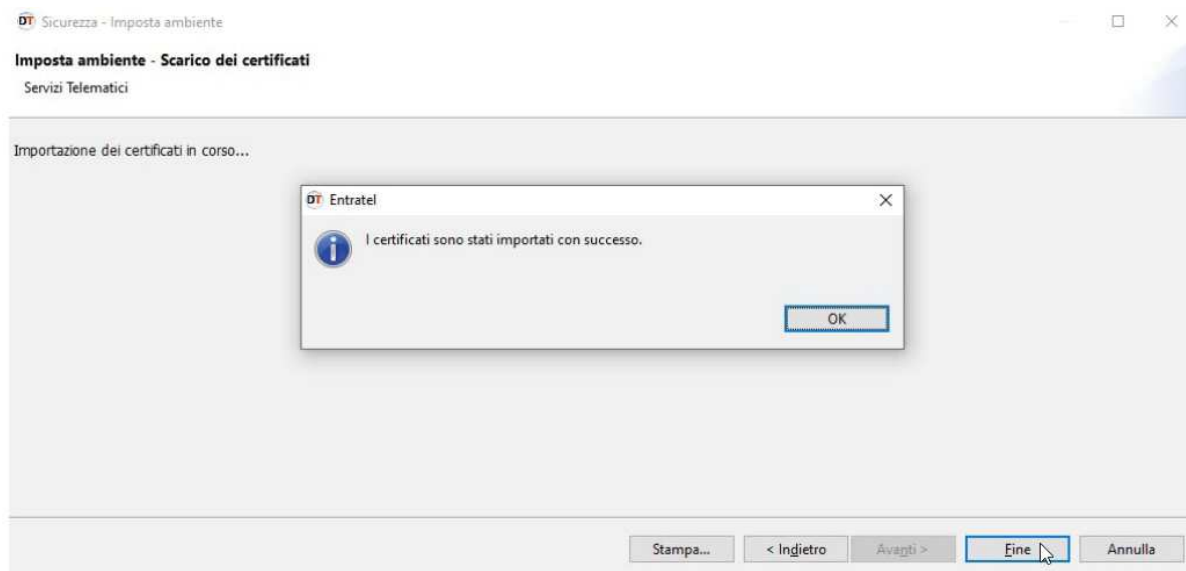 DT Sicurezza - Imposta ambiente
Imposta ambiente - Scarico dei certificati
Servizi Telematici
Importazione dei certificati in corso...
DT Entratel
I certificati sono stati importati con successo.
OK
Stampa... < Indietro Avanti > Fine Annulla